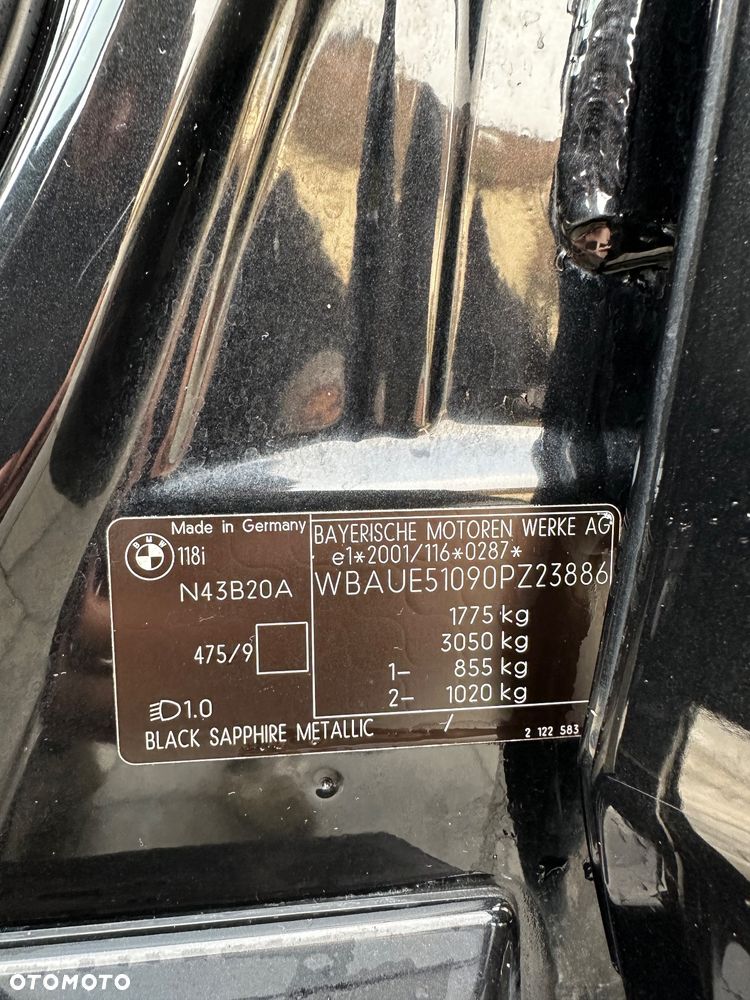 Made in Germany
BMW
118i
N43B20A
475/9
1.0
BLACK SAPPHIRE METALLIC /
BAYERISCHE MOTOREN WERKE AG
e1*2001/116*0287*
WBAUE51090PZ23886
1775 kg
3050 kg
1- 855 kg
2- 1020 kg
2 122 583
OTOMOTO